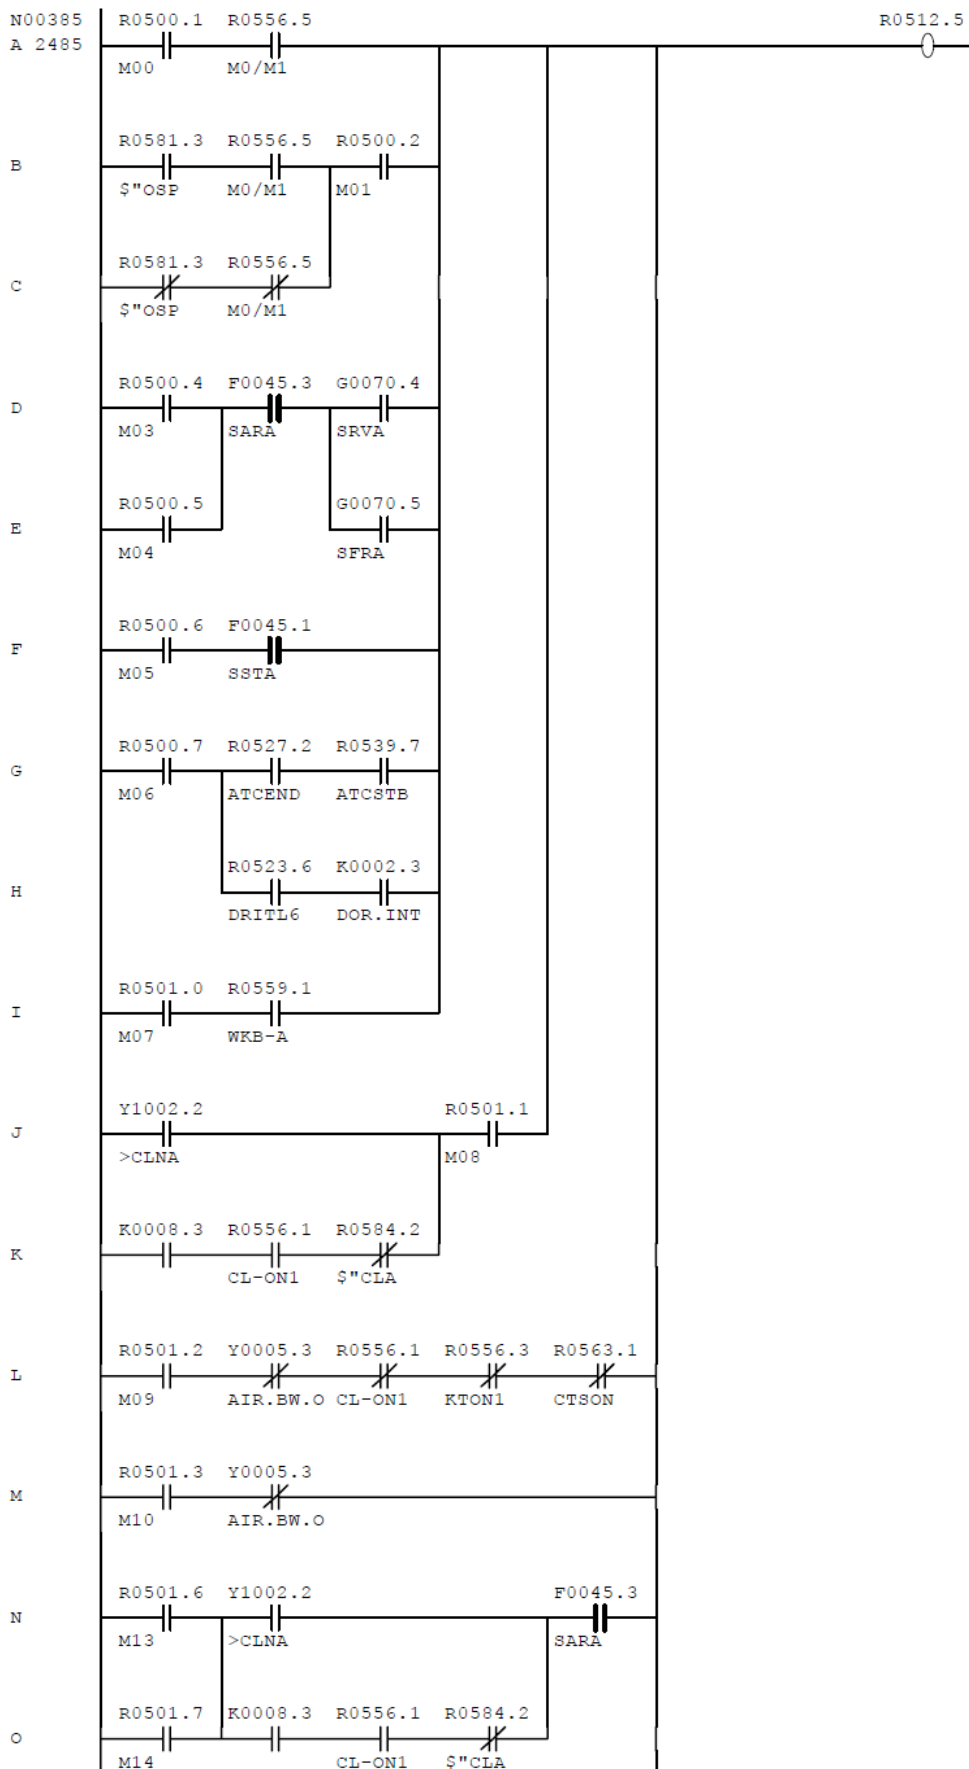 N00385 R0500.1 R0556.5 R0512.5
A 2485
M00 M0/M1
R0581.3 R0556.5 R0500.2
B
$"OSP M0/M1 M01
R0581.3 R0556.5
C
$"OSP M0/M1
R0500.4 F0045.3 G0070.4
D
M03 SARA SRVA
R0500.5 G0070.5
E
M04 SFRA
R0500.6 F0045.1
F
M05 SSTA
R0500.7 R0527.2 R0539.7
G
M06 ATCEND ATCSTB
R0523.6 K0002.3
H
DRITL6 DOR.INT
R0501.0 R0559.1
I
M07 WKB-A
Y1002.2 R0501.1
J
>CLNA M08
K0008.3 R0556.1 R0584.2
K
CL-ON1 $"CLA
R0501.2 Y0005.3 R0556.1 R0556.3 R0563.1
L
M09 AIR.BW.O CL-ON1 KTON1 CTSON
R0501.3 Y0005.3
M
M10 AIR.BW.O
R0501.6 Y1002.2 F0045.3
N
M13 >CLNA SARA
R0501.7 K0008.3 R0556.1 R0584.2
O
M14 CL-ON1 $"CLA